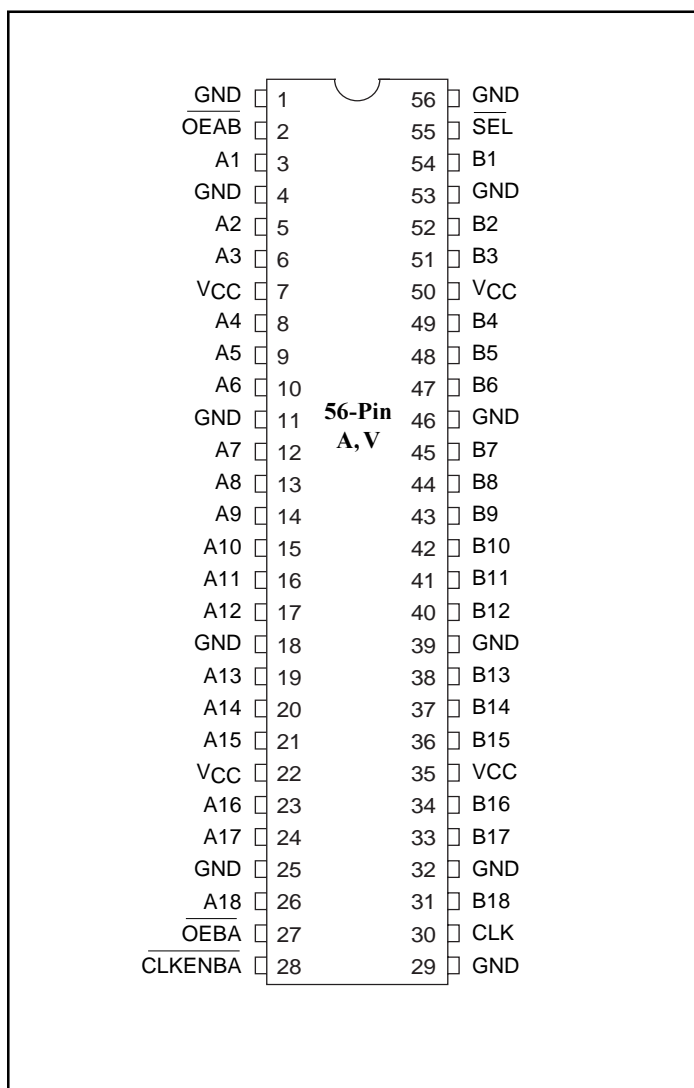 GND 1 56 GND
OEAB 2 55 SEL
A1 3 54 B1
GND 4 53 GND
A2 5 52 B2
A3 6 51 B3
VCC 7 50 VCC
A4 8 49 B4
A5 9 48 B5
A6 10 47 B6
GND 11 56-Pin 46 GND
A7 12 A, V 45 B7
A8 13 44 B8
A9 14 43 B9
A10 15 42 B10
A11 16 41 B11
A12 17 40 B12
GND 18 39 GND
A13 19 38 B13
A14 20 37 B14
A15 21 36 B15
VCC 22 35 VCC
A16 23 34 B16
A17 24 33 B17
GND 25 32 GND
A18 26 31 B18
OEBA 27 30 CLK
CLKENBA 28 29 GND